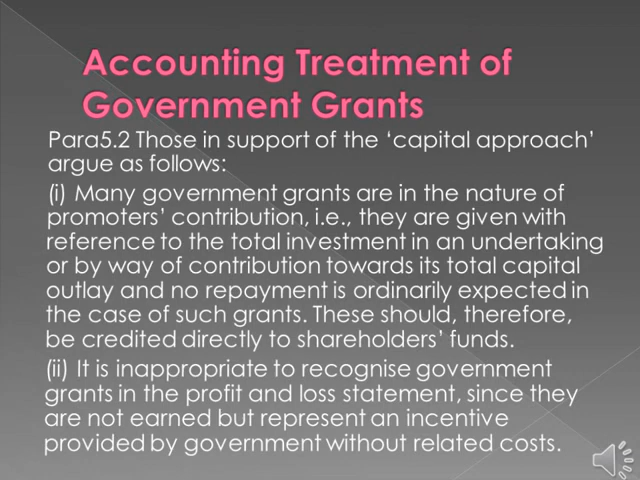 Accounting Treatment of
Government Grants
Para5.2 Those in support of the ‘capital approach’
argue as follows:
(i) Many government grants are in the nature of
promoters’ contribution, i.e., they are given with
reference to the total investment in an undertaking
or by way of contribution towards its total capital
outlay and no repayment is ordinarily expected in
the case of such grants. These should, therefore,
be credited directly to shareholders’ funds.
(ii) It is inappropriate to recognise government
grants in the profit and loss statement, since they
are not earned but represent an incentive
provided by government without related costs.